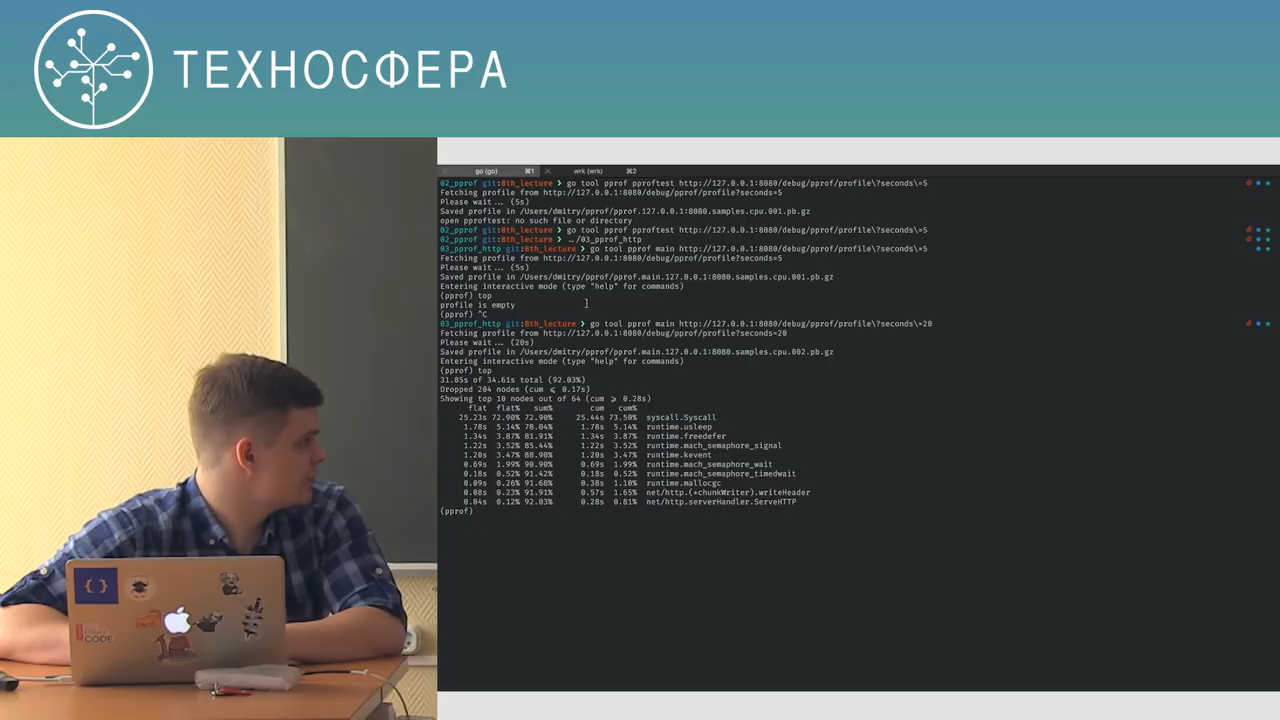 ТЕХНОСФЕРА
go (go) ⌘1 × wrk (wrk) ⌘2
02_pprof git:8th_lecture ❯ go tool pprof pproftest http://127.0.0.1:8080/debug/pprof/profile\?seconds\=5
Fetching profile from http://127.0.0.1:8080/debug/pprof/profile?seconds=5
Please wait... (5s)
Saved profile in /Users/dmitry/pprof/pprof.127.0.0.1:8080.samples.cpu.001.pb.gz
open pproftest: no such file or directory
02_pprof git:8th_lecture ❯ go tool pprof pproftest http://127.0.0.1:8080/debug/pprof/profile\?seconds\=5
02_pprof git:8th_lecture ❯ ../03_pprof_http
03_pprof_http git:8th_lecture ❯ go tool pprof main http://127.0.0.1:8080/debug/pprof/profile\?seconds\=5
Fetching profile from http://127.0.0.1:8080/debug/pprof/profile?seconds=5
Please wait... (5s)
Saved profile in /Users/dmitry/pprof/pprof.main.127.0.0.1:8080.samples.cpu.001.pb.gz
Entering interactive mode (type "help" for commands)
(pprof) top
profile is empty
(pprof) ^C
03_pprof_http git:8th_lecture ❯ go tool pprof main http://127.0.0.1:8080/debug/pprof/profile\?seconds\=20
Fetching profile from http://127.0.0.1:8080/debug/pprof/profile?seconds=20
Please wait... (20s)
Saved profile in /Users/dmitry/pprof/pprof.main.127.0.0.1:8080.samples.cpu.002.pb.gz
Entering interactive mode (type "help" for commands)
(pprof) top
31.85s of 34.61s total (92.03%)
Dropped 204 nodes (cum ⩽ 0.17s)
Showing top 10 nodes out of 64 (cum ⩾ 0.28s)
flat flat% sum% cum cum%
25.23s 72.90% 72.90% 25.44s 73.50% syscall.Syscall
1.78s 5.14% 78.04% 1.78s 5.14% runtime.usleep
1.34s 3.87% 81.91% 1.34s 3.87% runtime.freedefer
1.22s 3.52% 85.44% 1.22s 3.52% runtime.mach_semaphore_signal
1.20s 3.47% 88.90% 1.20s 3.47% runtime.kevent
0.69s 1.99% 90.90% 0.69s 1.99% runtime.mach_semaphore_wait
0.18s 0.52% 91.42% 0.18s 0.52% runtime.mach_semaphore_timedwait
0.09s 0.26% 91.68% 0.38s 1.10% runtime.mallocgc
0.08s 0.23% 91.91% 0.57s 1.65% net/http.(*chunkWriter).writeHeader
0.04s 0.12% 92.03% 0.28s 0.81% net/http.serverHandler.ServeHTTP
(pprof)
{ }
PRAY
CODE